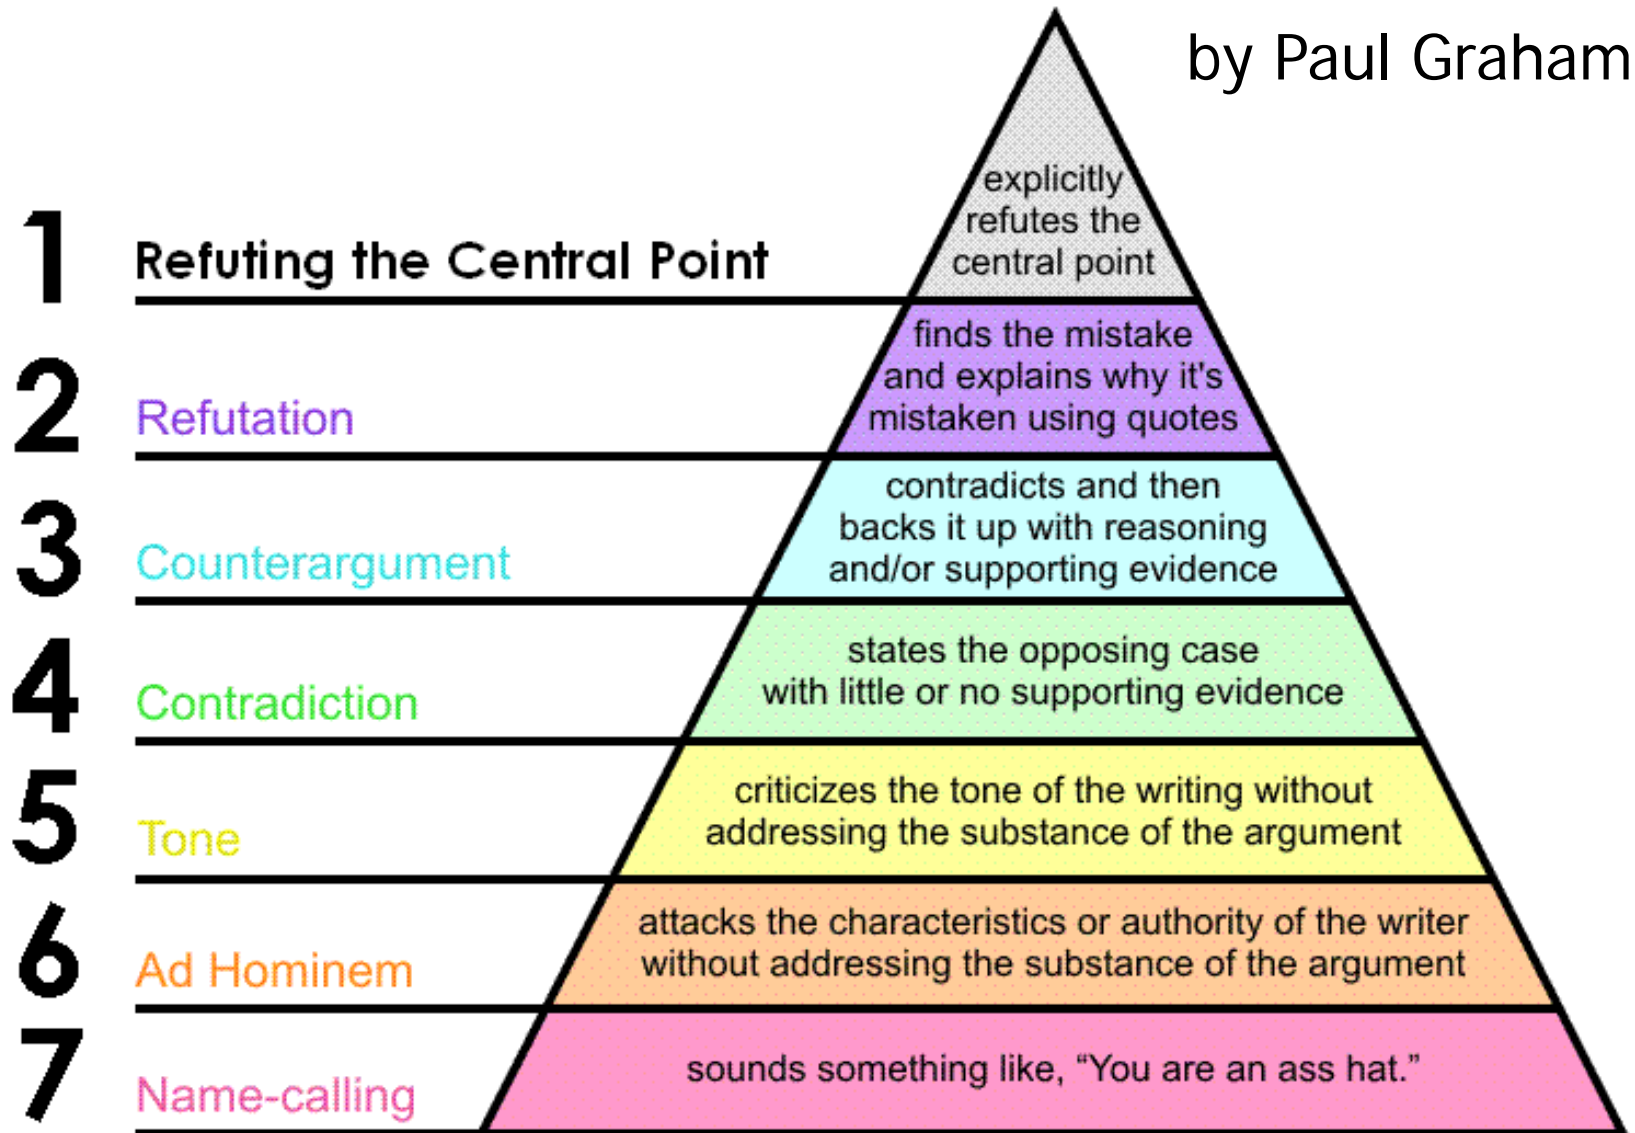 by Paul Graham
explicitly
refutes the
central point
1 Refuting the Central Point
finds the mistake
and explains why it's
mistaken using quotes
2 Refutation
contradicts and then
backs it up with reasoning
and/or supporting evidence
3 Counterargument
states the opposing case
with little or no supporting evidence
4 Contradiction
criticizes the tone of the writing without
addressing the substance of the argument
5 Tone
attacks the characteristics or authority of the writer
without addressing the substance of the argument
6 Ad Hominem
sounds something like, “You are an ass hat.”
7 Name-calling